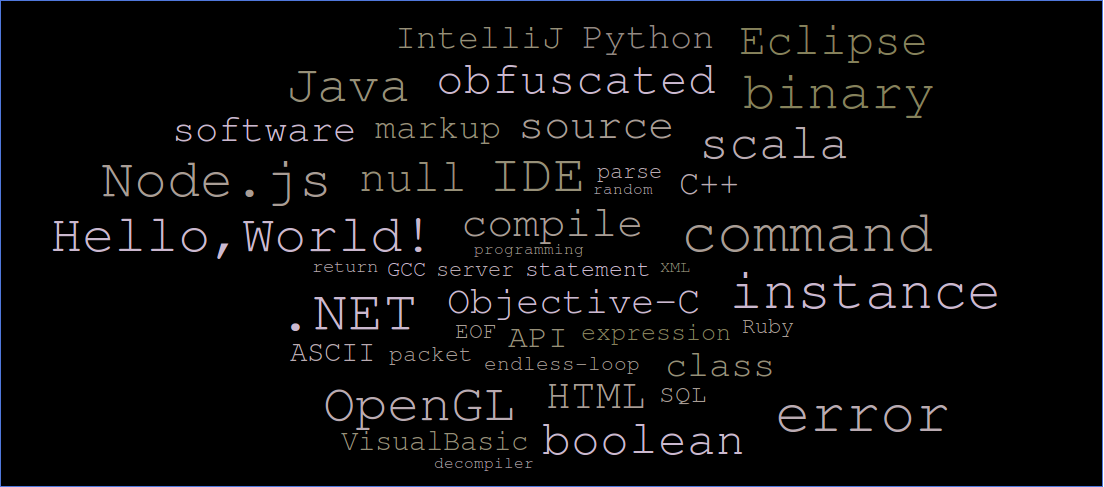 IntelliJ Python Eclipse
Java obfuscated binary
software markup source scala
Node.js null IDE parse C++
random
Hello,World! compile command
programming
return GCC server statement XML
.NET Objective-C instance
EOF API expression Ruby
ASCII packet endless-loop class
OpenGL HTML SQL error
VisualBasic boolean
decompiler